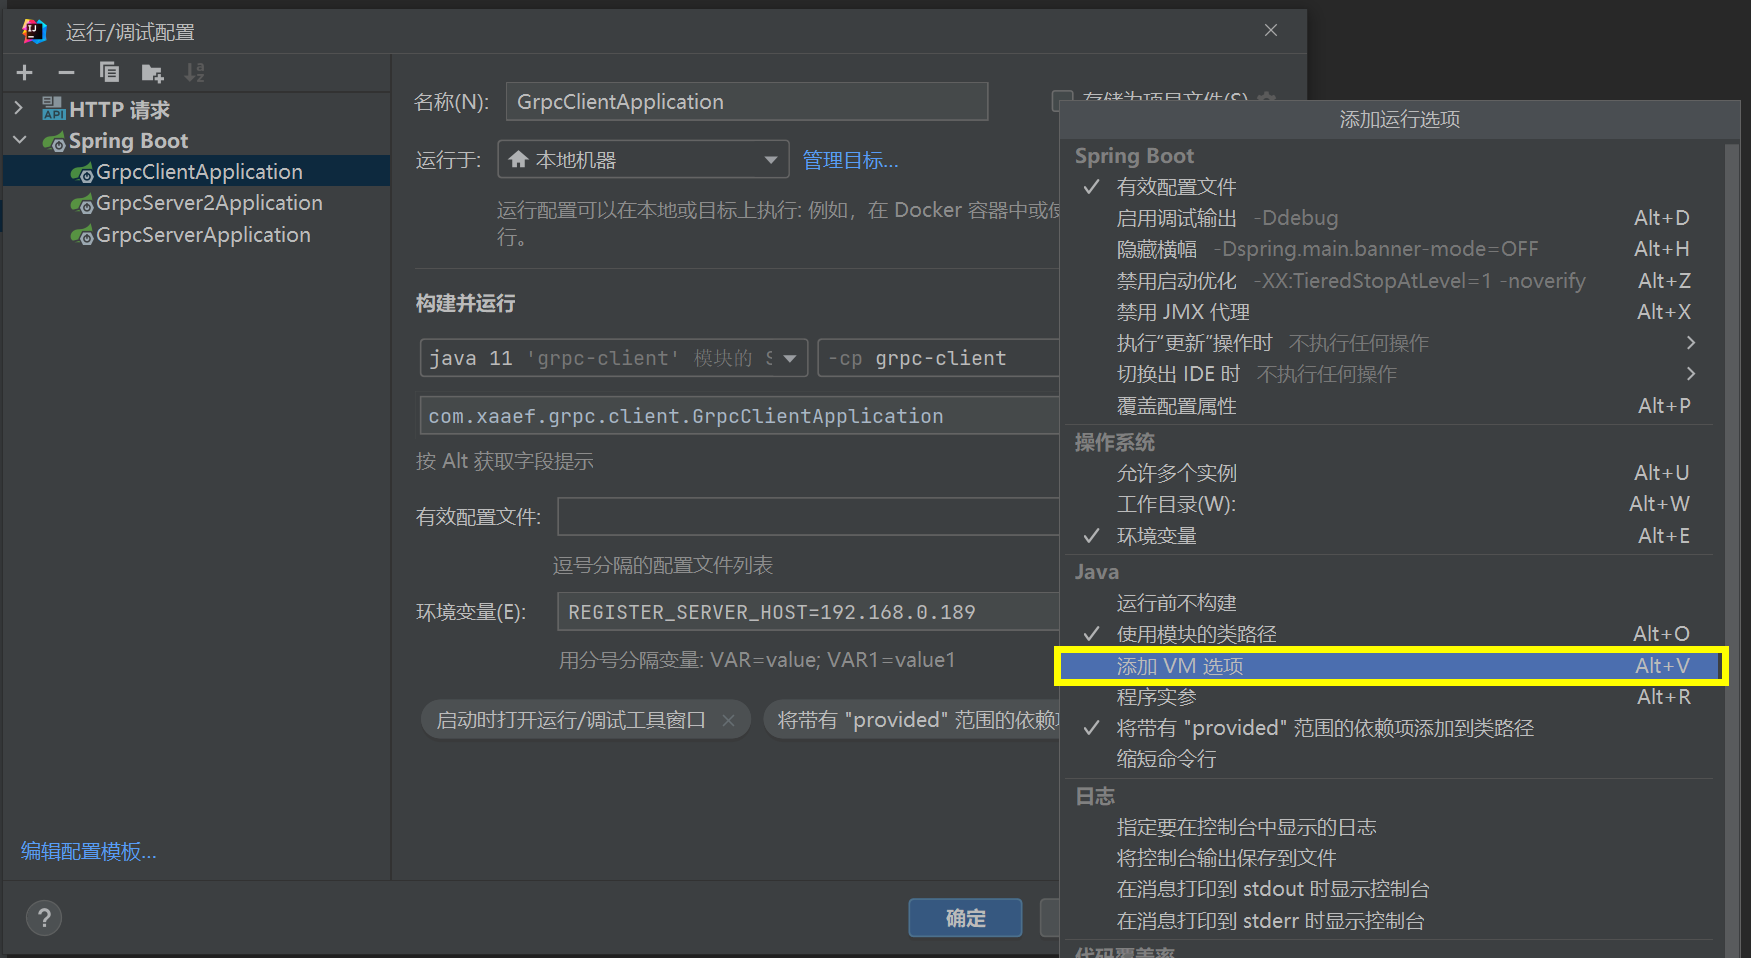 运行/调试配置
HTTP 请求
Spring Boot
GrpcClientApplication
GrpcServer2Application
GrpcServerApplication
编辑配置模板...
名称(N):
GrpcClientApplication
存储为项目文件(S)
运行于:
本地机器
管理目标...
运行配置可以在本地或目标上执行: 例如，在 Docker 容器中或
行。
构建并运行
java 11 'grpc-client' 模块的 S
-cp grpc-client
com.xaaef.grpc.client.GrpcClientApplication
按 Alt 获取字段提示
有效配置文件:
逗号分隔的配置文件列表
环境变量(E):
REGISTER_SERVER_HOST=192.168.0.189
用分号分隔变量: VAR=value; VAR1=value1
启动时打开运行/调试工具窗口
将带有 "provided" 范围的依赖
确定
?
添加运行选项
Spring Boot
有效配置文件
启用调试输出 -Ddebug Alt+D
隐藏横幅 -Dspring.main.banner-mode=OFF Alt+H
禁用启动优化 -XX:TieredStopAtLevel=1 -noverify Alt+Z
禁用 JMX 代理 Alt+X
执行“更新”操作时 不执行任何操作
切换出 IDE 时 不执行任何操作
覆盖配置属性 Alt+P
操作系统
允许多个实例 Alt+U
工作目录(W): Alt+W
环境变量 Alt+E
Java
运行前不构建
使用模块的类路径 Alt+O
添加 VM 选项 Alt+V
程序实参 Alt+R
将带有 "provided" 范围的依赖项添加到类路径
缩短命令行
日志
指定要在控制台中显示的日志
将控制台输出保存到文件
在消息打印到 stdout 时显示控制台
在消息打印到 stderr 时显示控制台
代码覆盖率